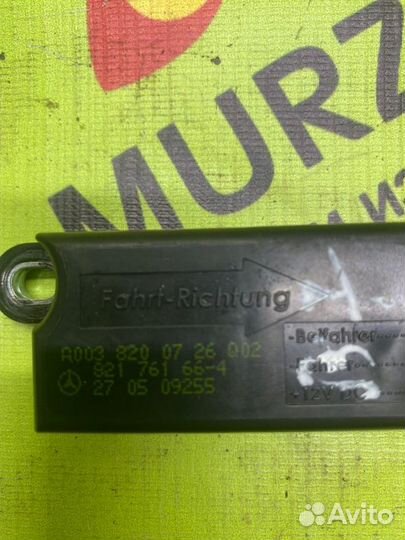 MURZ
ИЗ
Fahrt-Richtung
A003 820 07 26 Q02
821 761 66-4
27 05 09255
-Beifahrer
-Fahrer
+12V DC
Avito